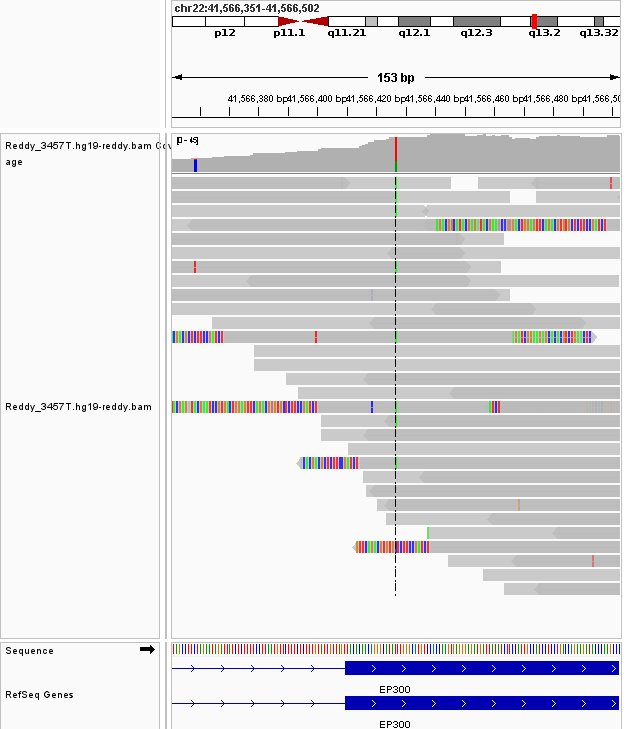 chr22:41,566,351-41,566,502
p12 p11.1 q11.21 q12.1 q12.3 q13.2 q13.32
153 bp
41,566,380 bp 41,566,400 bp 41,566,420 bp 41,566,440 bp 41,566,460 bp 41,566,480 bp 41,566,50
Reddy_3457T.hg19-reddy.bam Cov
age
[0 - 45]
Reddy_3457T.hg19-reddy.bam
Sequence
EP300
RefSeq Genes
EP300